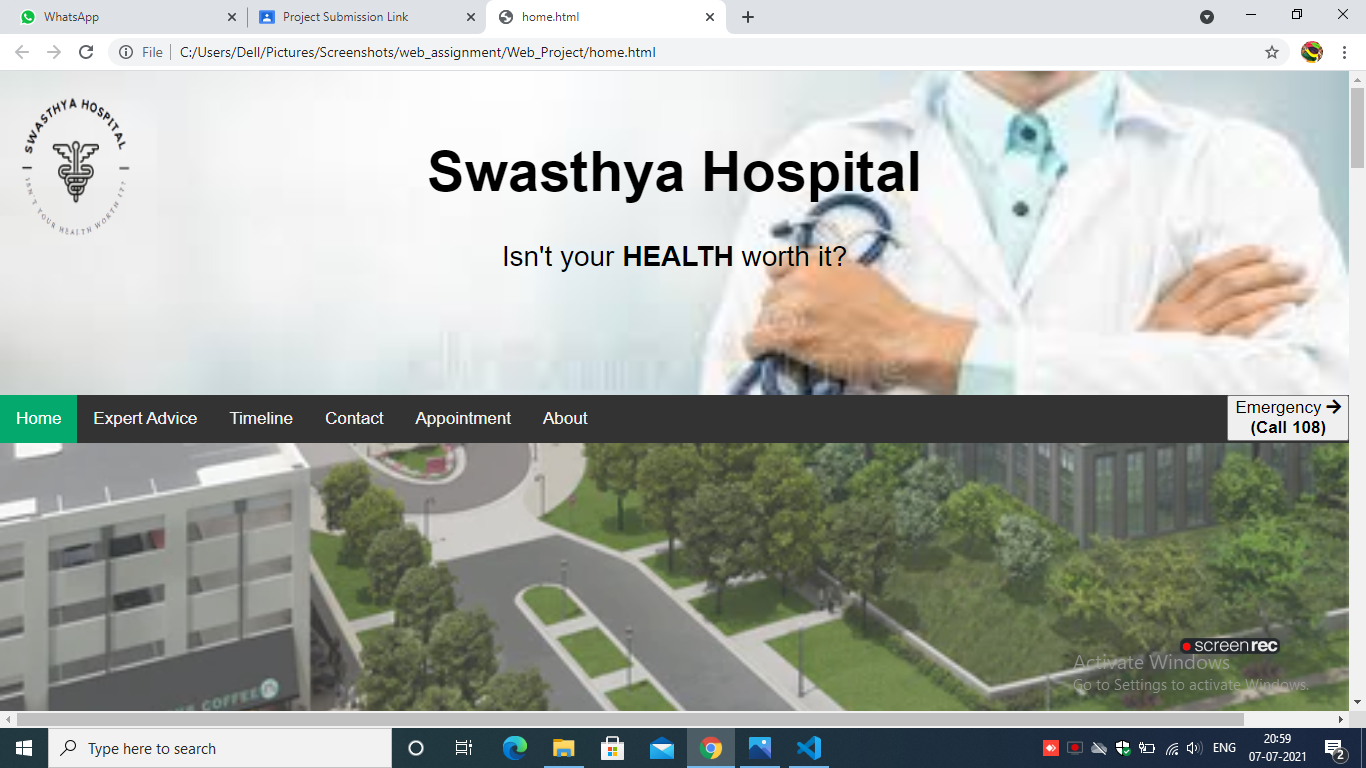 WhatsApp
Project Submission Link
home.html
File
C:/Users/Dell/Pictures/Screenshots/web_assignment/Web_Project/home.html
SWASTHYA HOSPITAL
ISN'T YOUR HEALTH WORTH IT?
Swasthya Hospital
Isn't your HEALTH worth it?
Home
Expert Advice
Timeline
Contact
Appointment
About
Emergency →
(Call 108)
COFFEE
screenrec
Activate Windows
Go to Settings to activate Windows.
Type here to search
ENG
20:59
07-07-2021
2